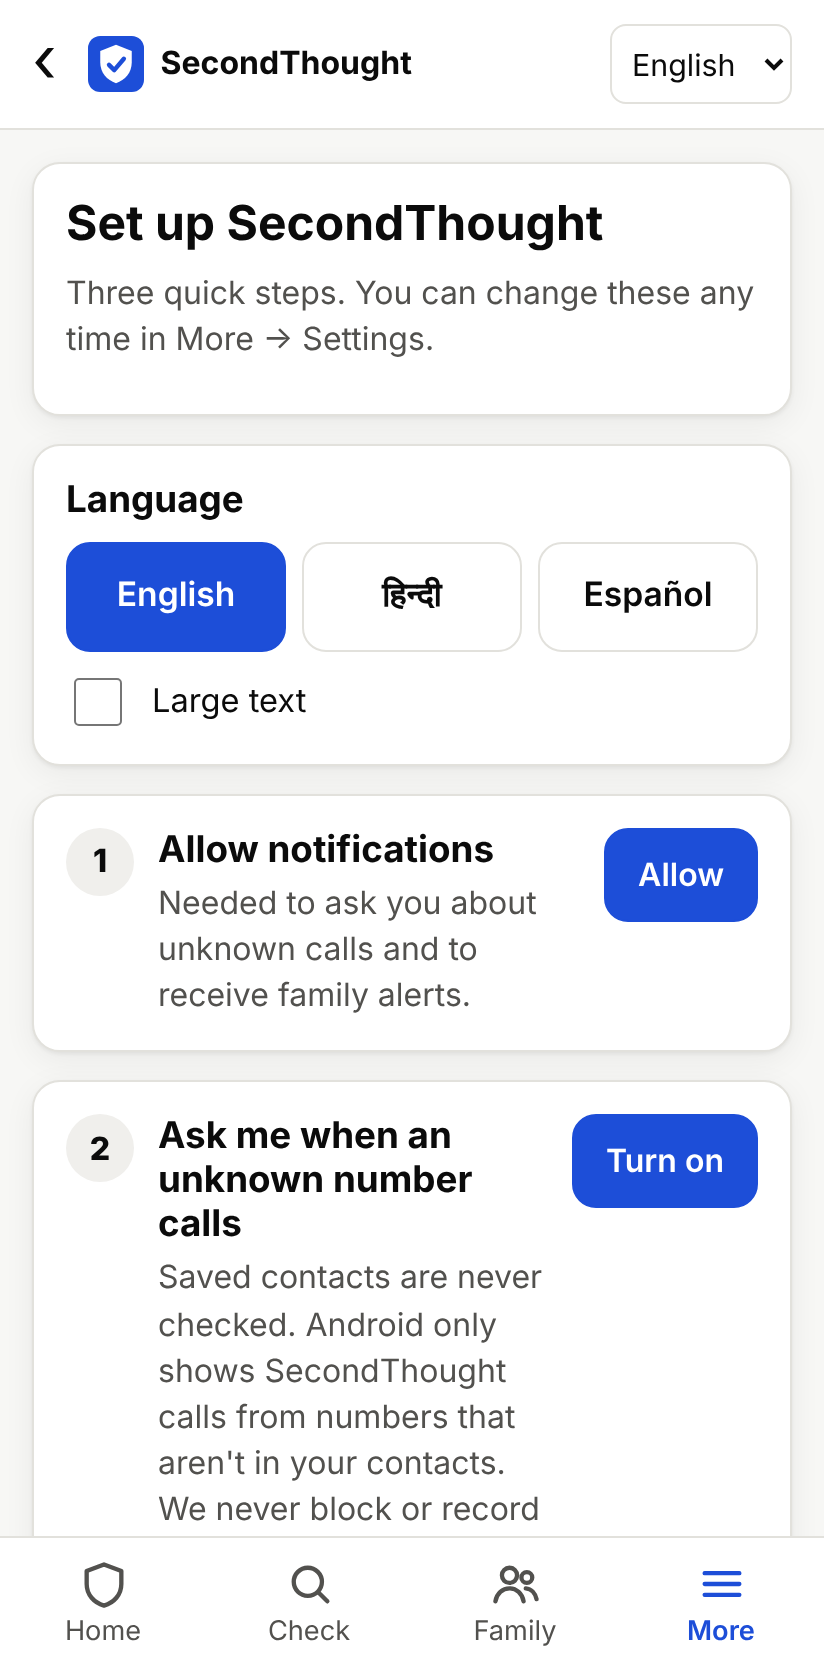 SecondThought
English
Set up SecondThought
Three quick steps. You can change these any
time in More → Settings.
Language
English
हिन्दी
Español
Large text
1
Allow notifications
Needed to ask you about
unknown calls and to
receive family alerts.
Allow
2
Ask me when an
unknown number
calls
Saved contacts are never
checked. Android only
shows SecondThought
calls from numbers that
aren't in your contacts.
We never block or record
Turn on
Home
Check
Family
More